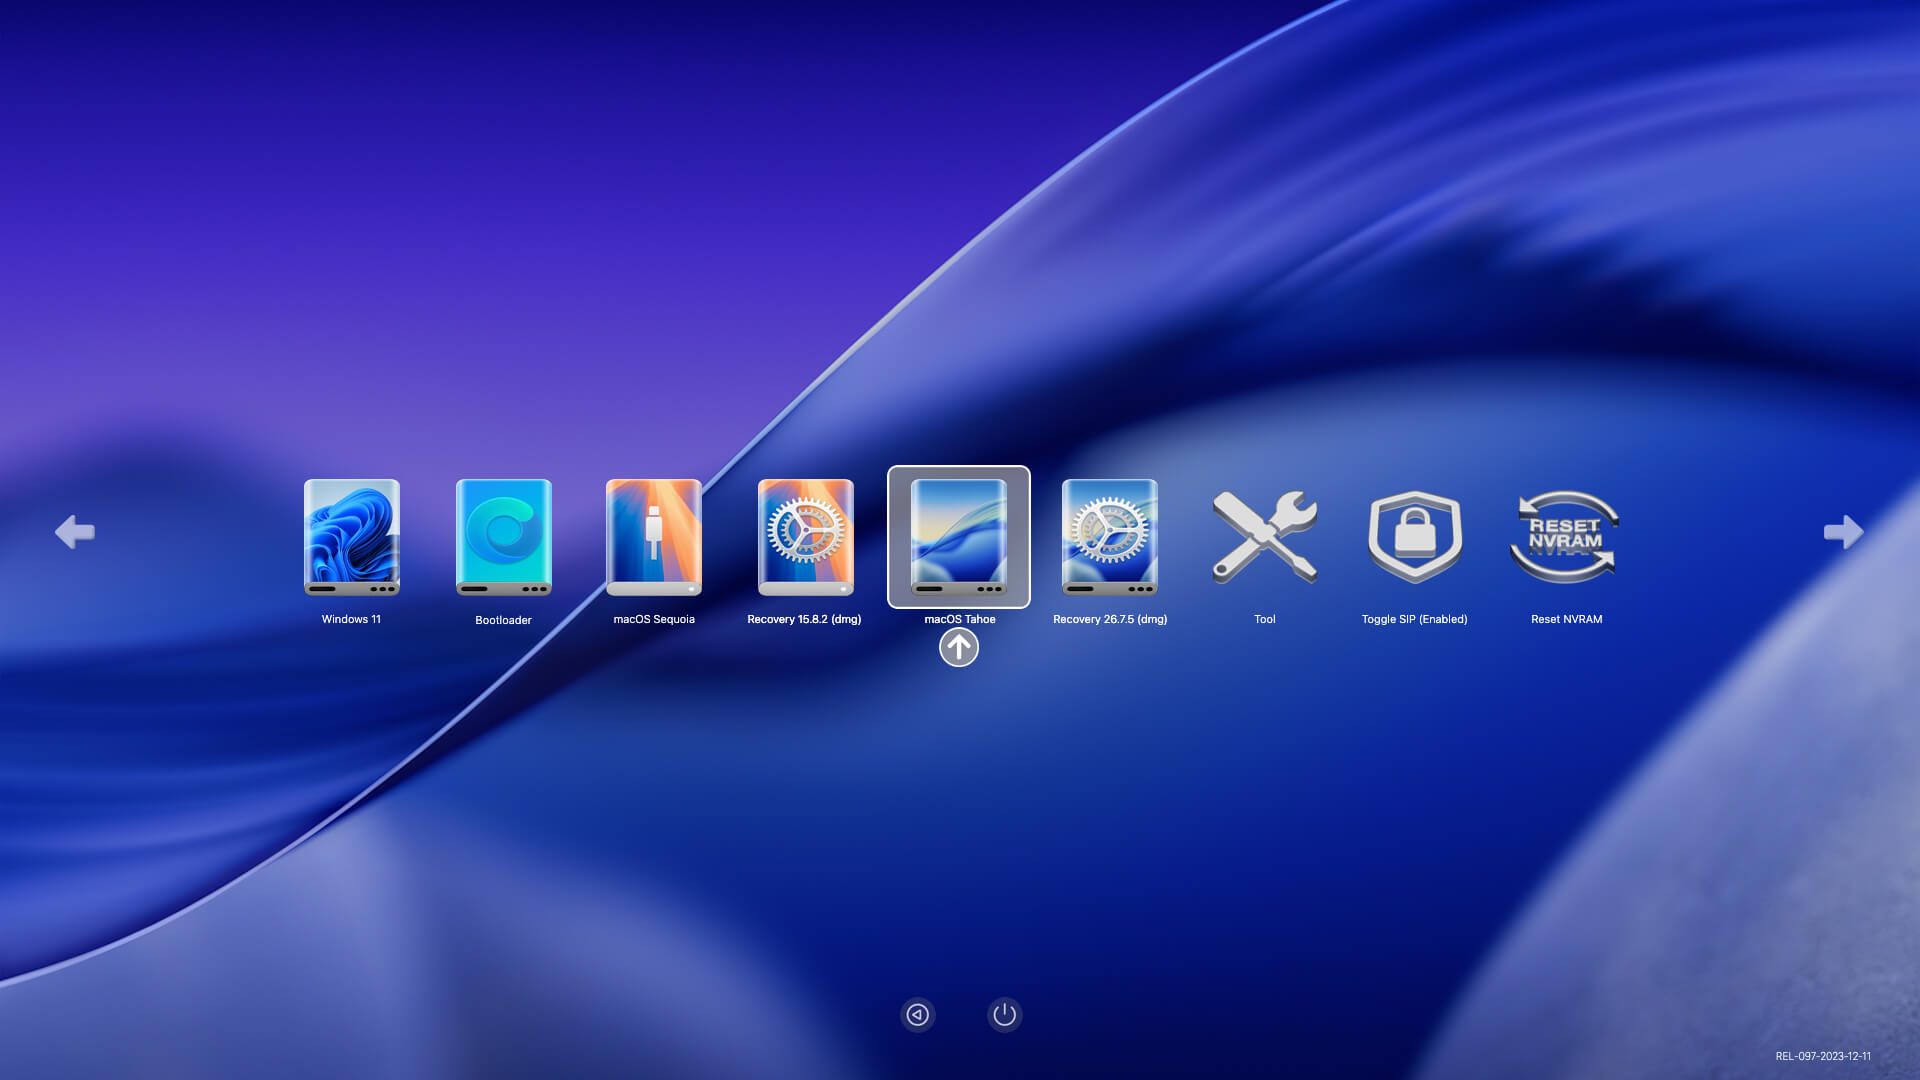 RESET
NVRAM
Windows 11
Bootloader
macOS Sequoia
Recovery 15.8.2 (dmg)
macOS Tahoe
Recovery 26.7.5 (dmg)
Tool
Toggle SIP (Enabled)
Reset NVRAM
REL-097-2023-12-11